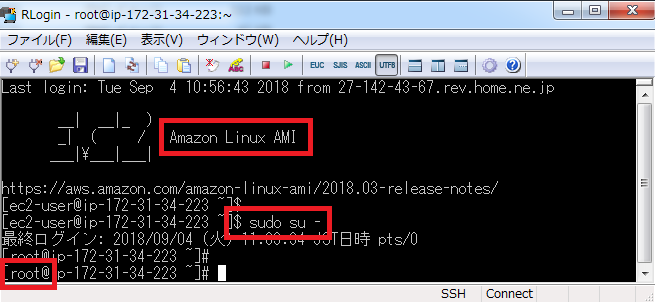 RLogin - root@ip-172-31-34-223:~
ファイル(F) 編集(E) 表示(V) ウィンドウ(W) ヘルプ(H)
EUC SJIS ASCII UTF8
Last login: Tue Sep  4 10:56:43 2018 from 27-142-43-67.rev.home.ne.jp
__|  __|_  )
_|  (     /   Amazon Linux AMI
___|\___|___|
https://aws.amazon.com/amazon-linux-ami/2018.03-release-notes/
[ec2-user@ip-172-31-34-223 ~]$
[ec2-user@ip-172-31-34-223 ~]$ sudo su -
最終ログイン: 2018/09/04 (火) JST日時 pts/0
[root@ip-172-31-34-223 ~]#
[root@ip-172-31-34-223 ~]#
SSH Connect